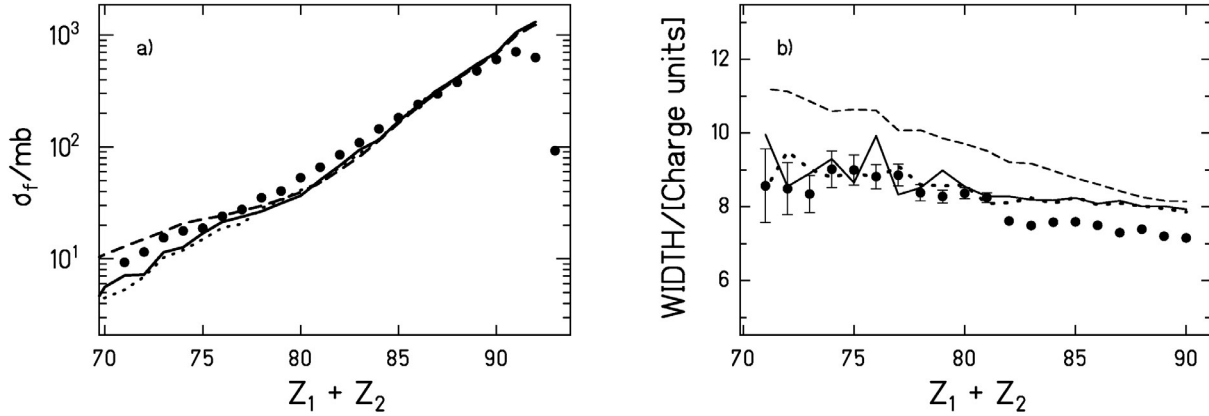 a)
10³
10²
10¹
σf/mb
70 75 80 85 90
Z₁ + Z₂
b)
12
10
8
6
WIDTH/[Charge units]
70 75 80 85 90
Z₁ + Z₂